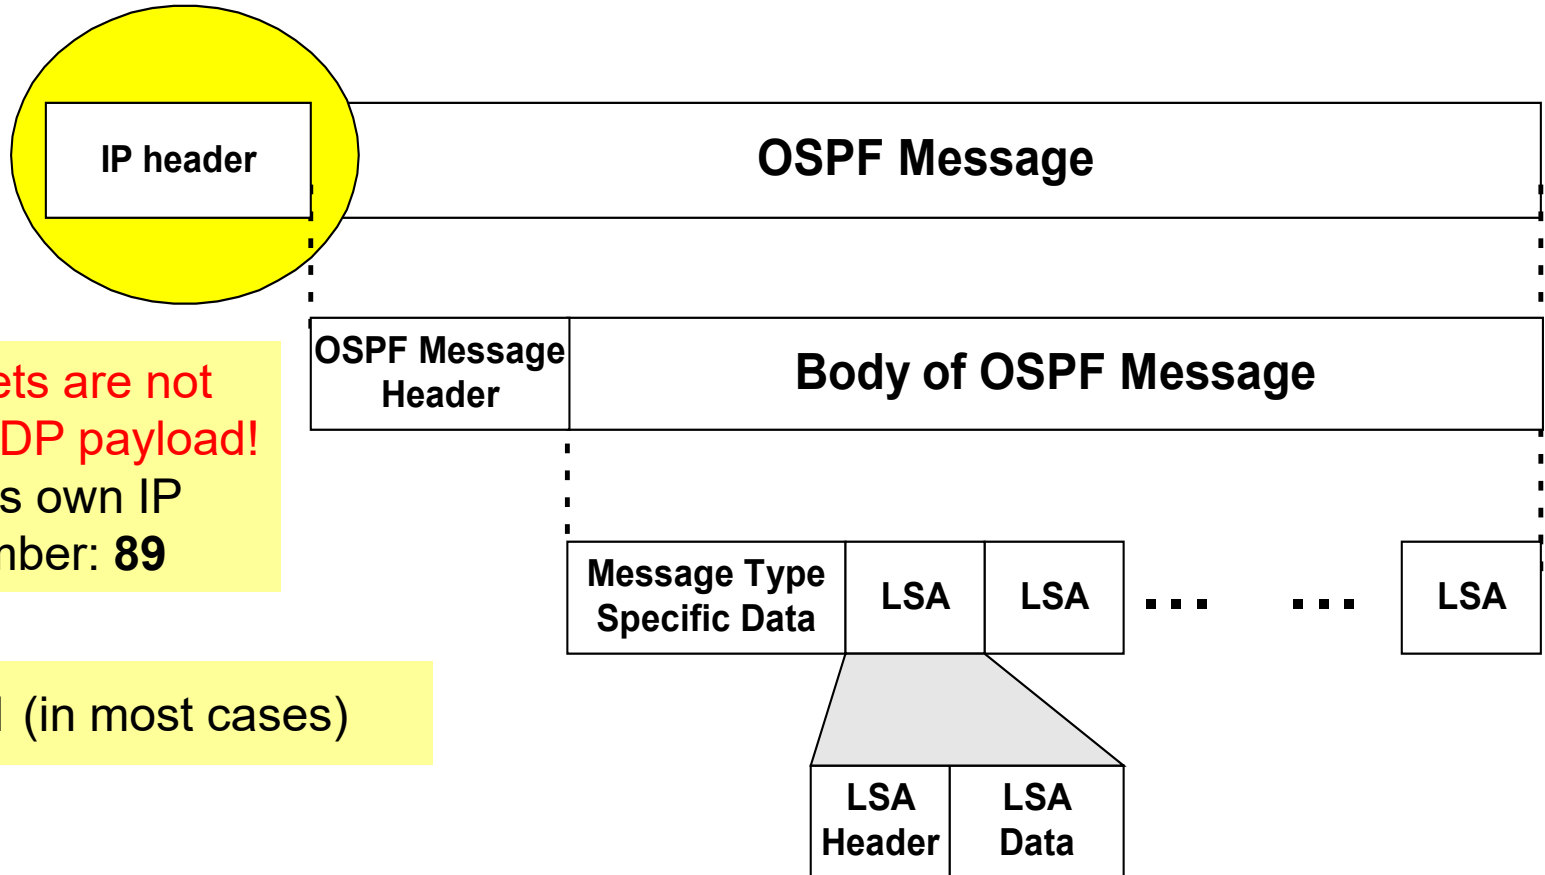 IP header
OSPF Message
OSPF Message
Header
Body of OSPF Message
ets are not
DP payload!
s own IP
mber: 89
Message Type
Specific Data
LSA
LSA
... ...
LSA
(in most cases)
LSA
Header
LSA
Data